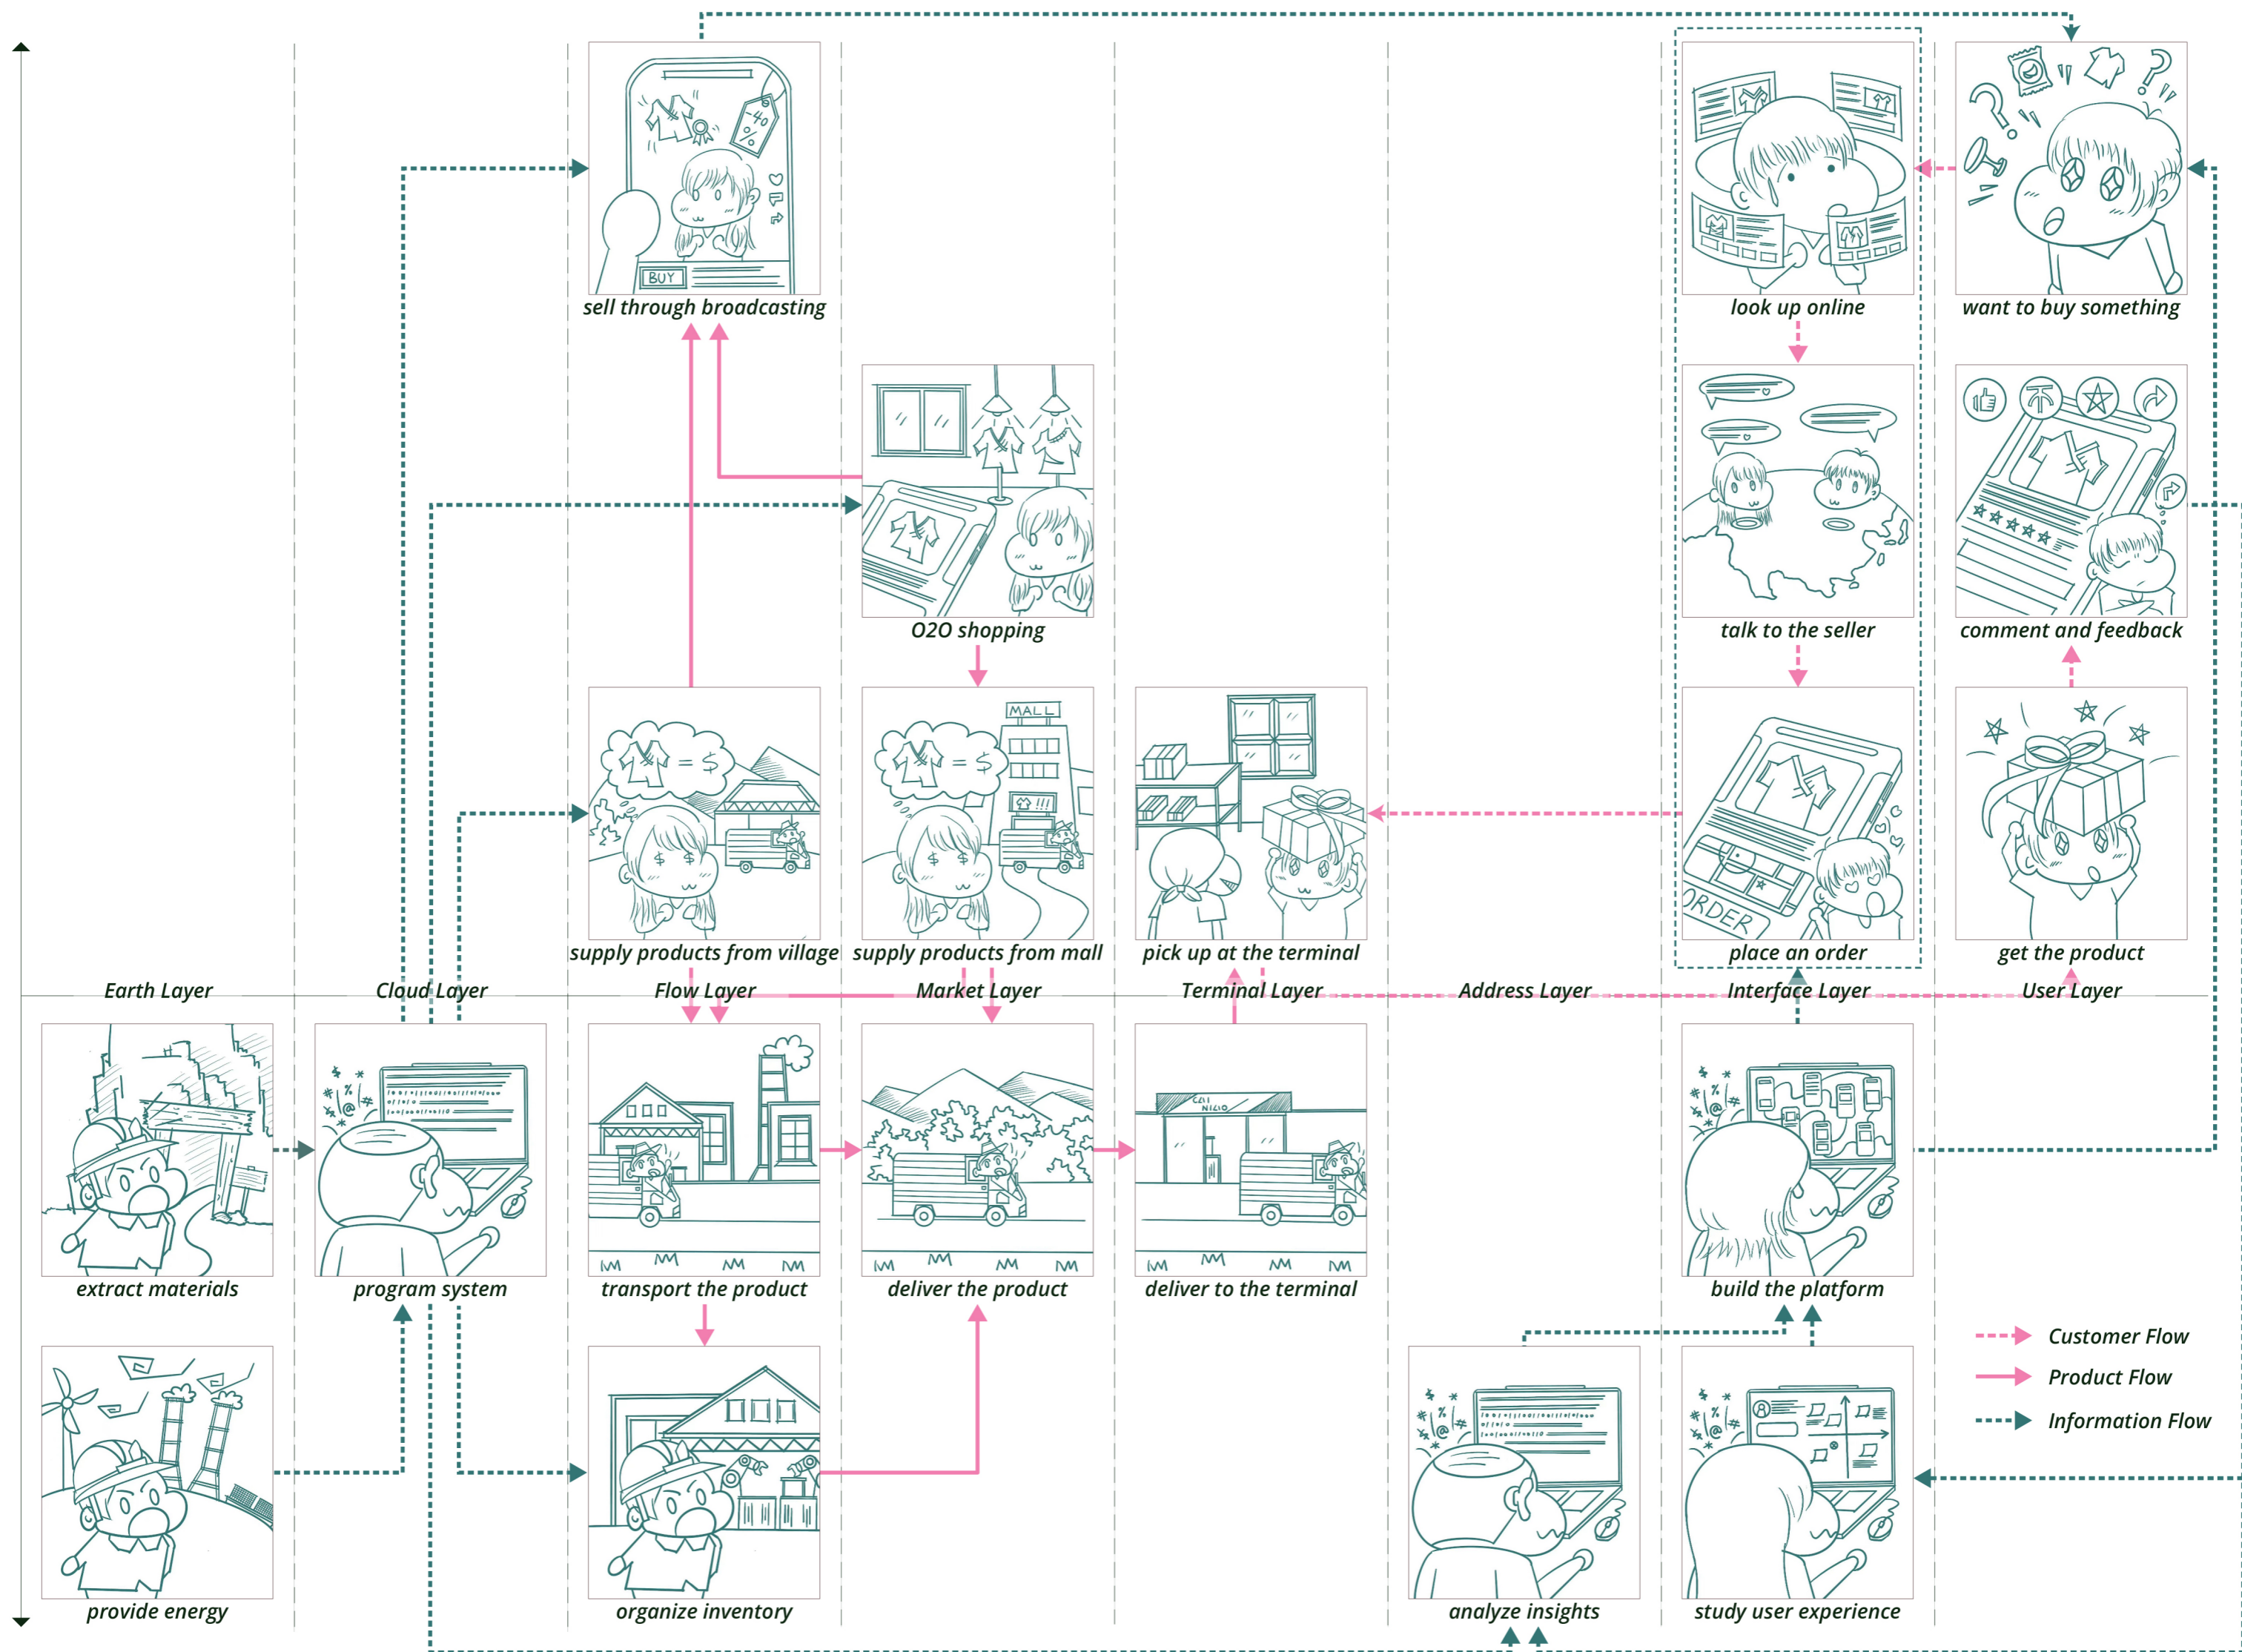 -40
%
BUY
sell through broadcasting
look up online
want to buy something
O2O shopping
talk to the seller
comment and feedback
= $
$ $
MALL
= $
!!!
$ $
ORDER
supply products from village
supply products from mall
pick up at the terminal
place an order
get the product
Earth Layer
Cloud Layer
Flow Layer
Market Layer
Terminal Layer
Address Layer
Interface Layer
User Layer
extract materials
program system
transport the product
deliver the product
deliver to the terminal
build the platform
Customer Flow
Product Flow
Information Flow
provide energy
organize inventory
analyze insights
study user experience